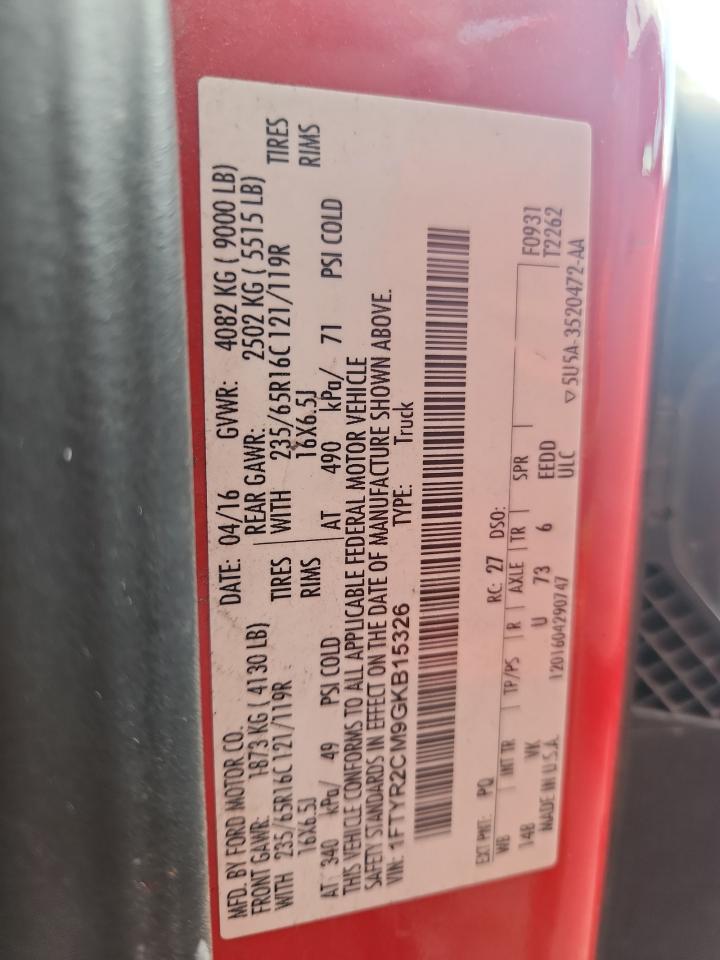 MFD. BY FORD MOTOR CO.
DATE: 04/16 GVWR: 4082 KG ( 9000 LB)
FRONT GAWR: 1873 KG ( 4130 LB) REAR GAWR: 2502 KG ( 5515 LB)
WITH 235/65R16C 121/119R TIRES WITH 235/65R16C 121/119R TIRES
16X6.5J RIMS 16X6.5J RIMS
AT 340 kPa/ 49 PSI COLD AT 490 kPa/ 71 PSI COLD
THIS VEHICLE CONFORMS TO ALL APPLICABLE FEDERAL MOTOR VEHICLE
SAFETY STANDARDS IN EFFECT ON THE DATE OF MANUFACTURE SHOWN ABOVE.
VIN: 1FTYR2CM9GKB15326 TYPE: Truck
EXT PNT: PQ RC: 27 DSO:
WB INT TR TP/PS R AXLE TR SPR F0931
148 VK U 73 6 EEDD T2262
MADE IN U.S.A. 1201604290747 ULC ▽ 5U5A-3520472-AA